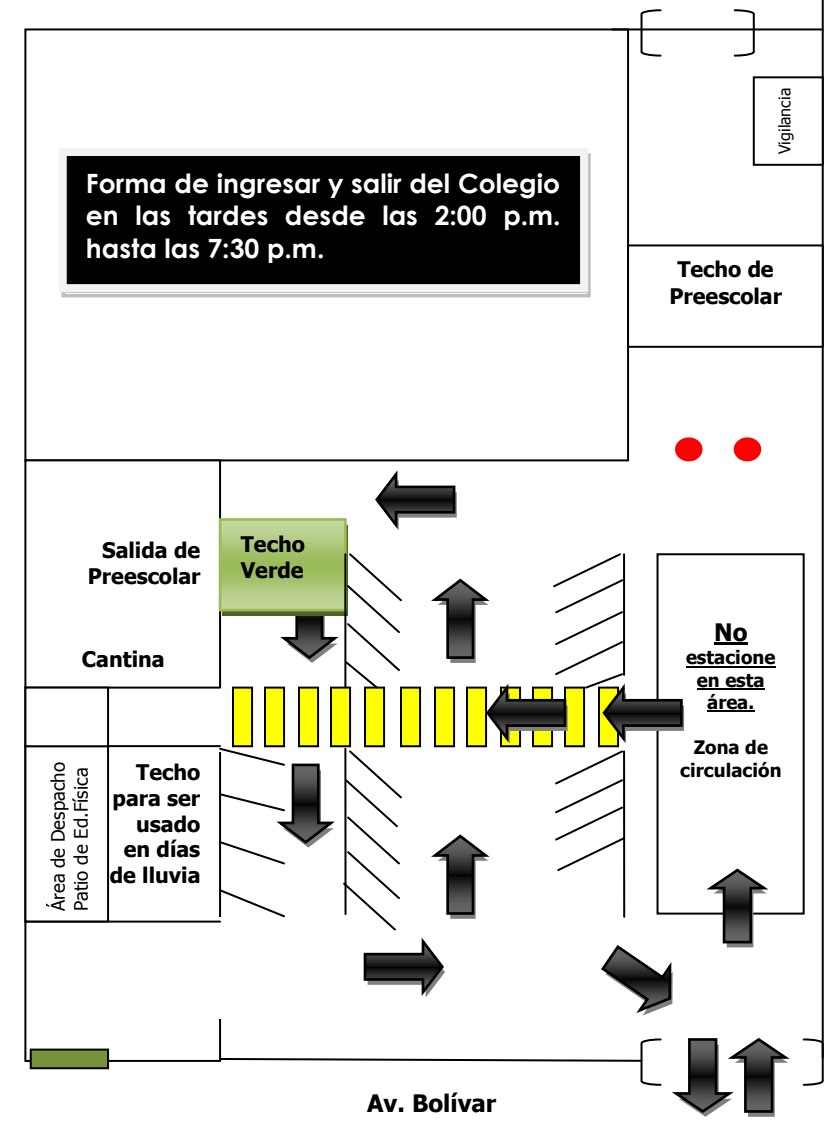 Vigilancia
Forma de ingresar y salir del Colegio
en las tardes desde las 2:00 p.m.
hasta las 7:30 p.m.
Techo de
Preescolar
Salida de
Preescolar
Techo
Verde
Cantina
No
estacione
en esta
área.
Zona de
circulación
Área de Despacho
Patio de Ed.Física
Techo
para ser
usado
en días
de lluvia
Av. Bolívar